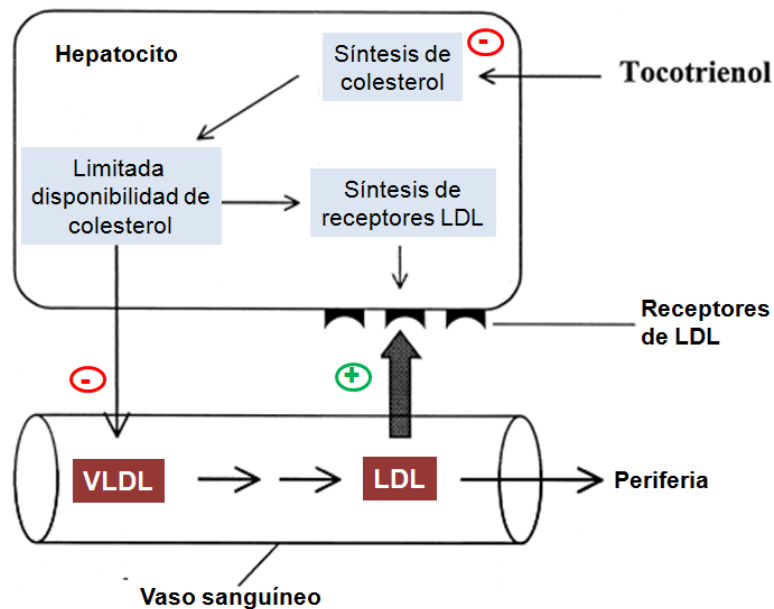 Hepatocito
Síntesis de
colesterol
-
Tocotrienol
Limitada
disponibilidad de
colesterol
Síntesis de
receptores LDL
Receptores
de LDL
-
+
VLDL
LDL
Periferia
Vaso sanguíneo